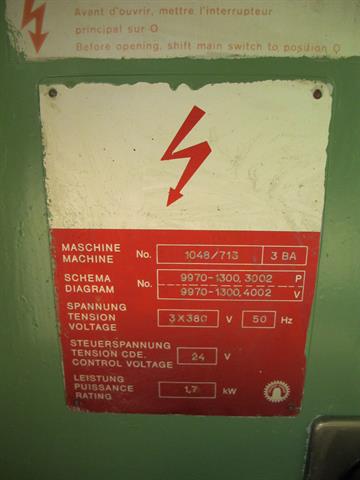 Avant d'ouvrir, mettre l'interrupteur
principal sur O
Before opening, shift main switch to position O
MASCHINE
MACHINE No. 1048/713 3 BA
SCHEMA
DIAGRAM No. 9970-1300, 3002 P
9970-1300, 4002 V
SPANNUNG
TENSION
VOLTAGE 3X380 V 50 Hz
STEUERSPANNUNG
TENSION CDE.
CONTROL VOLTAGE 24 V
LEISTUNG
PUISSANCE
RATING 1,7 kW